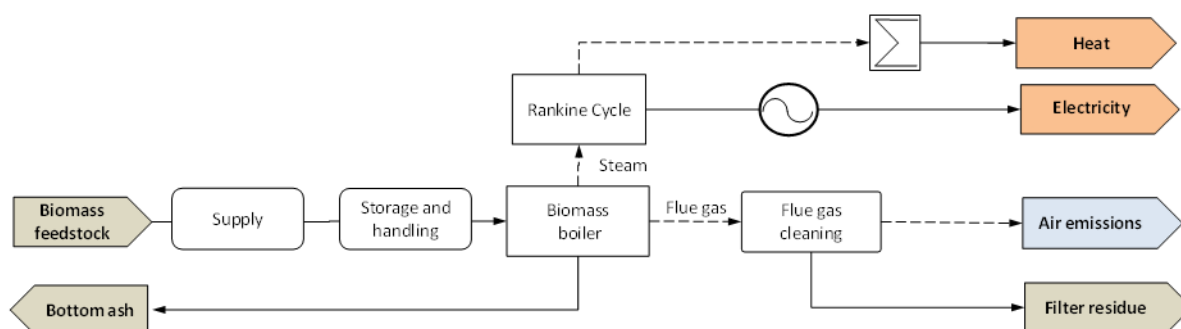 Heat
Rankine Cycle
Electricity
Steam
Biomass
feedstock
Supply
Storage and
handling
Biomass
boiler
Flue gas
Flue gas
cleaning
Air emissions
Bottom ash
Filter residue